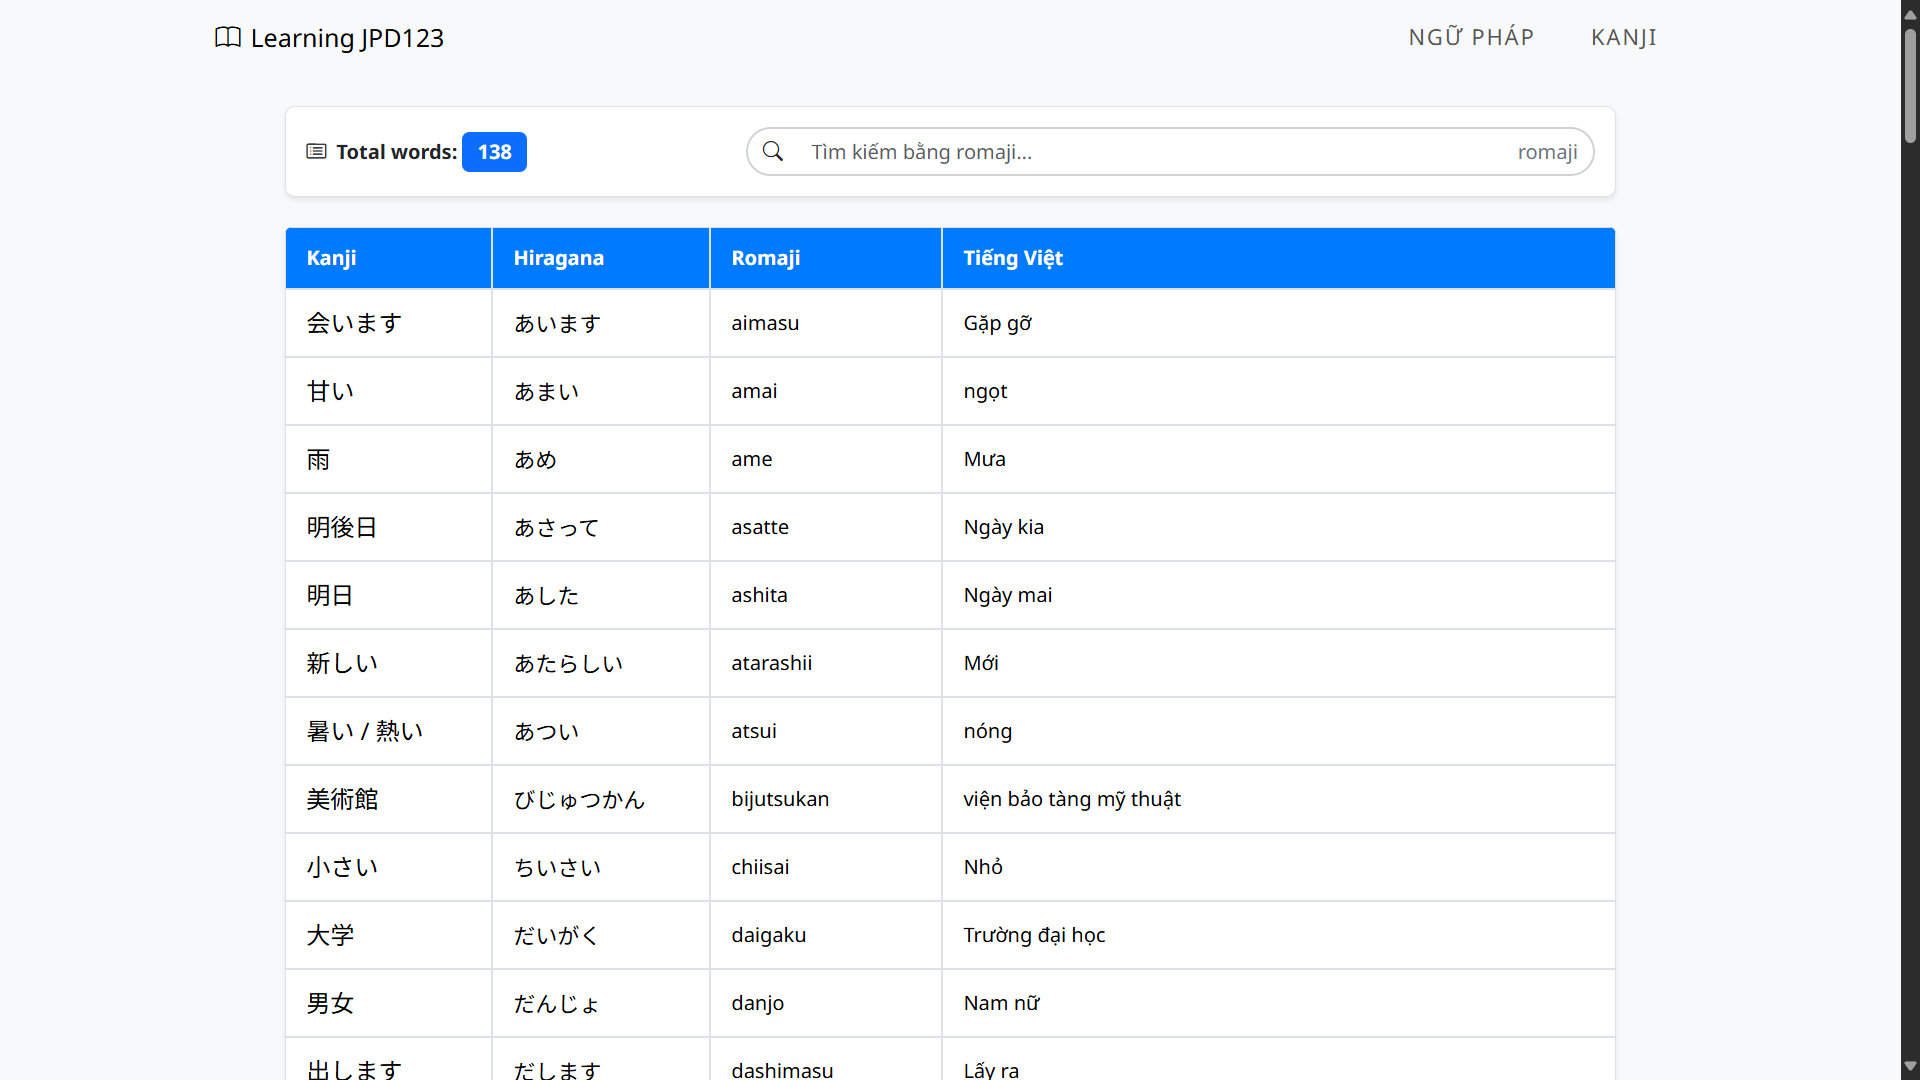 Learning JPD123
NGỮ PHÁP KANJI
Total words: 138
Tìm kiếm bằng romaji... romaji
Kanji Hiragana Romaji Tiếng Việt
会います あいます aimasu Gặp gỡ
甘い あまい amai ngọt
雨 あめ ame Mưa
明後日 あさって asatte Ngày kia
明日 あした ashita Ngày mai
新しい あたらしい atarashii Mới
暑い / 熱い あつい atsui nóng
美術館 びじゅつかん bijutsukan viện bảo tàng mỹ thuật
小さい ちいさい chiisai Nhỏ
大学 だいがく daigaku Trường đại học
男女 だんじょ danjo Nam nữ
出します だします dashimasu Lấy ra